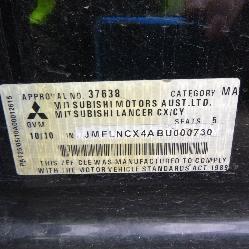 APPROVAL No. 37638 CATEGORY MA
MITSUBISHI MOTORS AUST.LTD.
GVM MITSUBISHI LANCER CX/CY
SEATS 5
10/10 JMFLNCX4ABU000730
THIS VEHICLE WAS MANUFACTURED TO COMPLY
WITH THE MOTOR VEHICLE STANDARDS ACT 1989